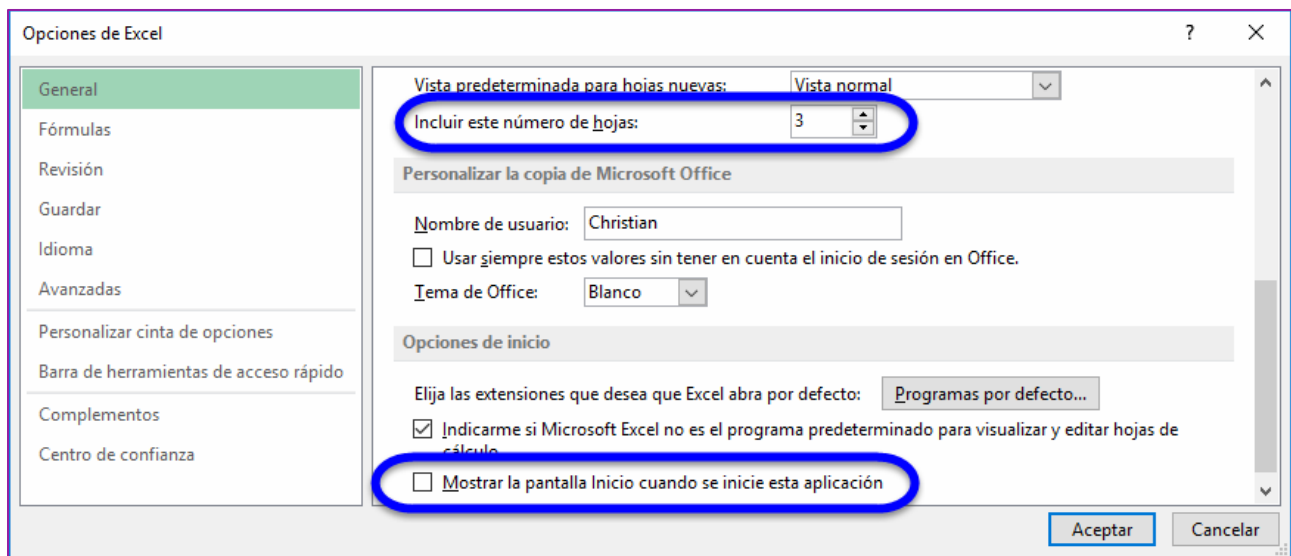 Opciones de Excel
General
Fórmulas
Revisión
Guardar
Idioma
Avanzadas
Personalizar cinta de opciones
Barra de herramientas de acceso rápido
Complementos
Centro de confianza
Vista predeterminada para hojas nuevas: Vista normal
Incluir este número de hojas: 3
Personalizar la copia de Microsoft Office
Nombre de usuario: Christian
Usar siempre estos valores sin tener en cuenta el inicio de sesión en Office.
Tema de Office: Blanco
Opciones de inicio
Elija las extensiones que desea que Excel abra por defecto: Programas por defecto...
Indicarme si Microsoft Excel no es el programa predeterminado para visualizar y editar hojas de
cálculo
Mostrar la pantalla Inicio cuando se inicie esta aplicación
Aceptar Cancelar